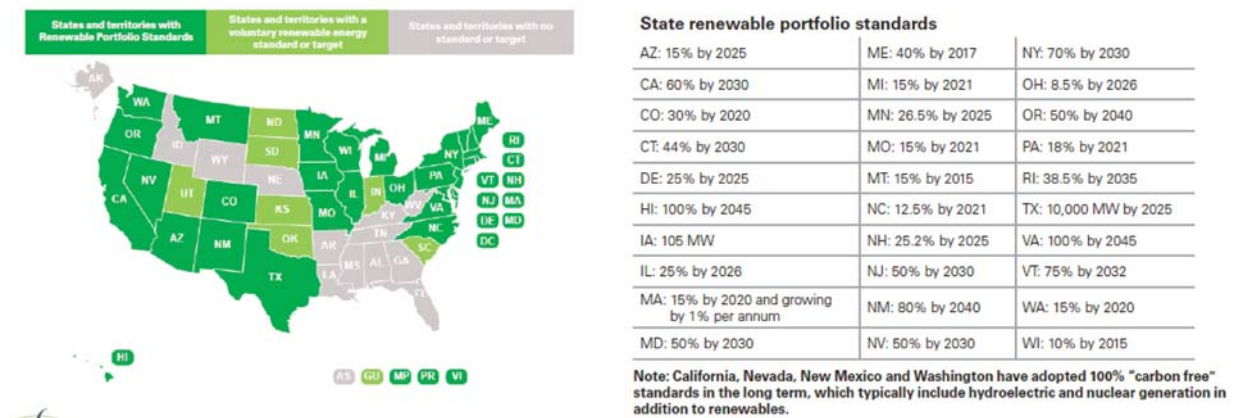 States and territories with
Renewable Portfolio Standards
States and territories with a
voluntary renewable energy
standard or target
States and territories with no
standard or target
AK
WA
MT
ND
MN
ME
OR
ID
SD
WI
MI
NY
RI
WY
CT
IA
PA
NE
VT NH
NV
IL
IN
OH
UT
CO
NJ MA
CA
WV
VA
KS
MO
KY
DE MD
NC
TN
DC
AZ
NM
OK
AR
SC
MS
AL
GA
TX
LA
FL
HI
AS GU MP PR VI
State renewable portfolio standards
AZ: 15% by 2025 ME: 40% by 2017 NY: 70% by 2030
CA: 60% by 2030 MI: 15% by 2021 OH: 8.5% by 2026
CO: 30% by 2020 MN: 26.5% by 2025 OR: 50% by 2040
CT: 44% by 2030 MO: 15% by 2021 PA: 18% by 2021
DE: 25% by 2025 MT: 15% by 2015 RI: 38.5% by 2035
HI: 100% by 2045 NC: 12.5% by 2021 TX: 10,000 MW by 2025
IA: 105 MW NH: 25.2% by 2025 VA: 100% by 2045
IL: 25% by 2026 NJ: 50% by 2030 VT: 75% by 2032
MA: 15% by 2020 and growing
by 1% per annum NM: 80% by 2040 WA: 15% by 2020
MD: 50% by 2030 NV: 50% by 2030 WI: 10% by 2015
Note: California, Nevada, New Mexico and Washington have adopted 100% "carbon free"
standards in the long term, which typically include hydroelectric and nuclear generation in
addition to renewables.